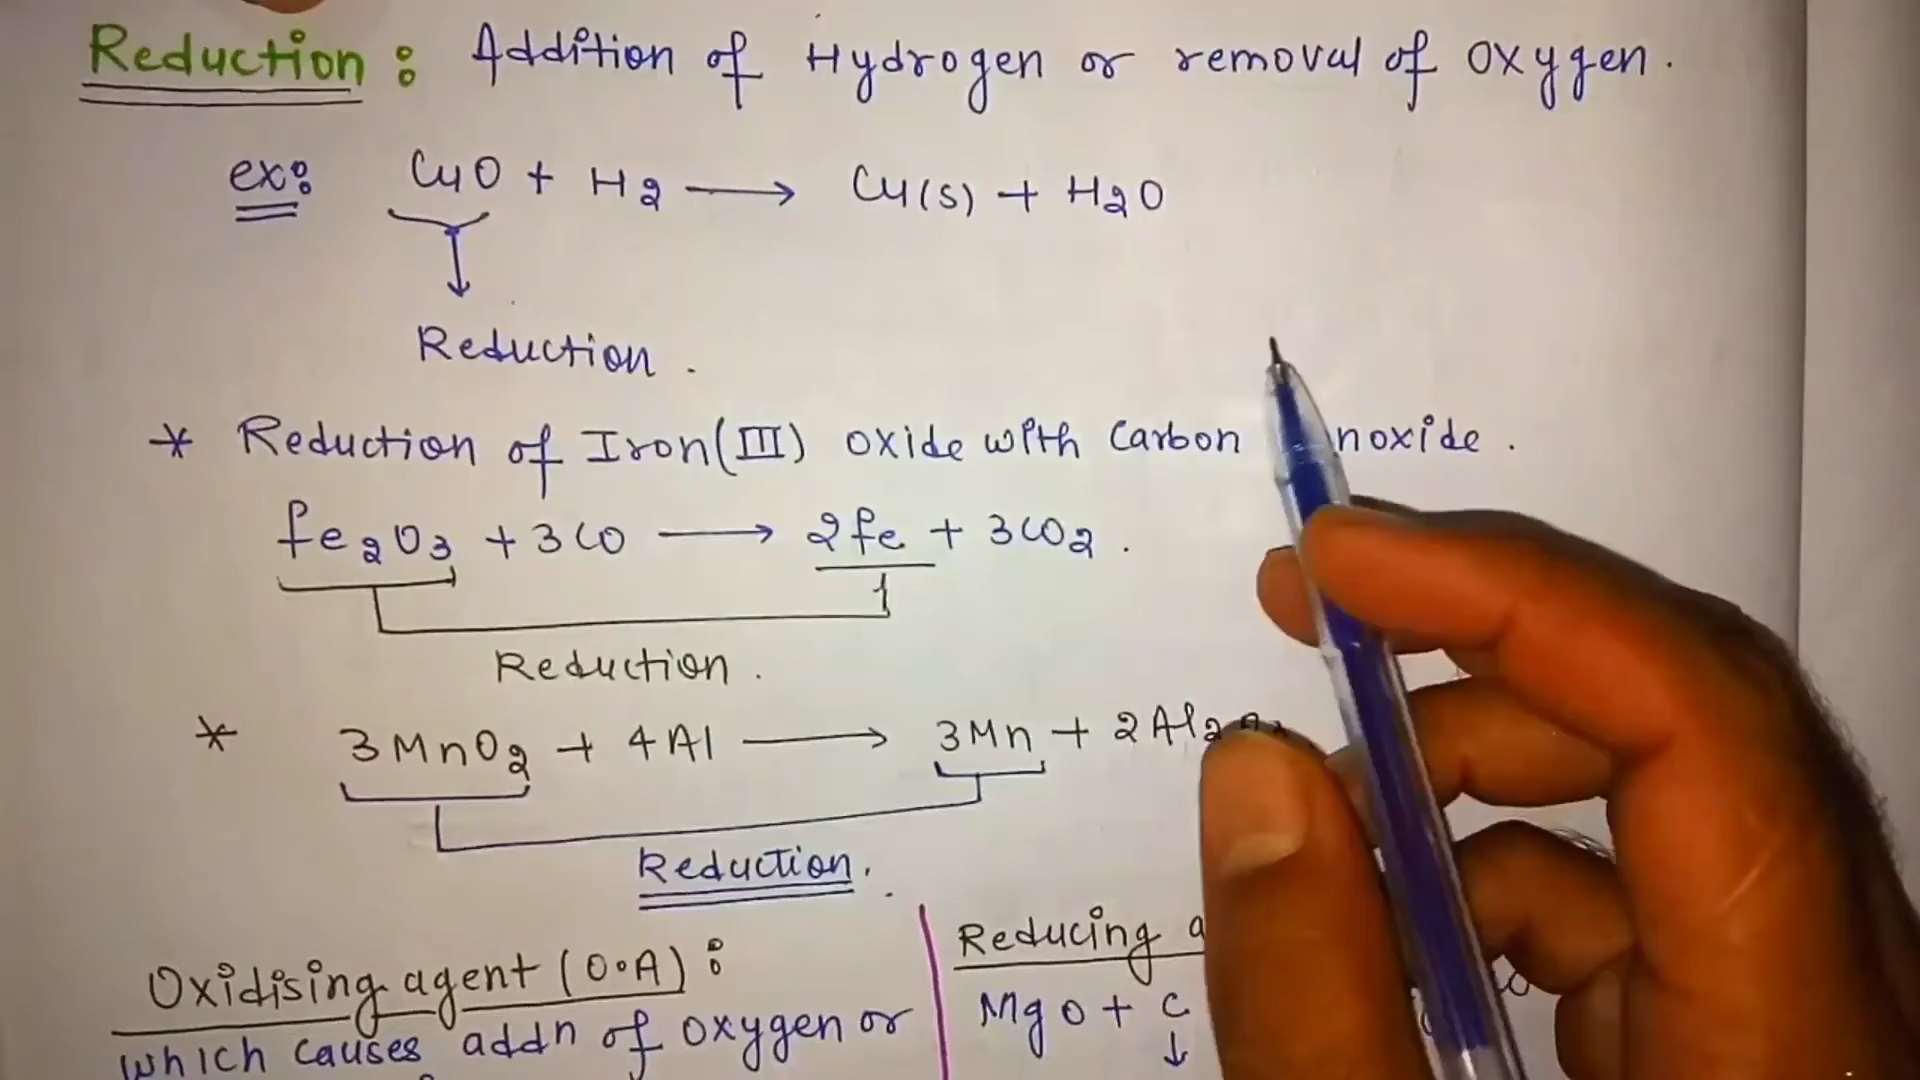 Reduction : Addition of Hydrogen or removal of oxygen.
ex: CuO + H2 → Cu(s) + H2O
Reduction.
* Reduction of Iron(III) oxide with Carbon noxide.
fe2O3 + 3CO → 2fe + 3CO2.
Reduction.
* 3MnO2 + 4Al → 3Mn + 2Al2
Reduction.
Oxidising agent (O.A) :
which causes addn of oxygen or
Reducing a
MgO + C